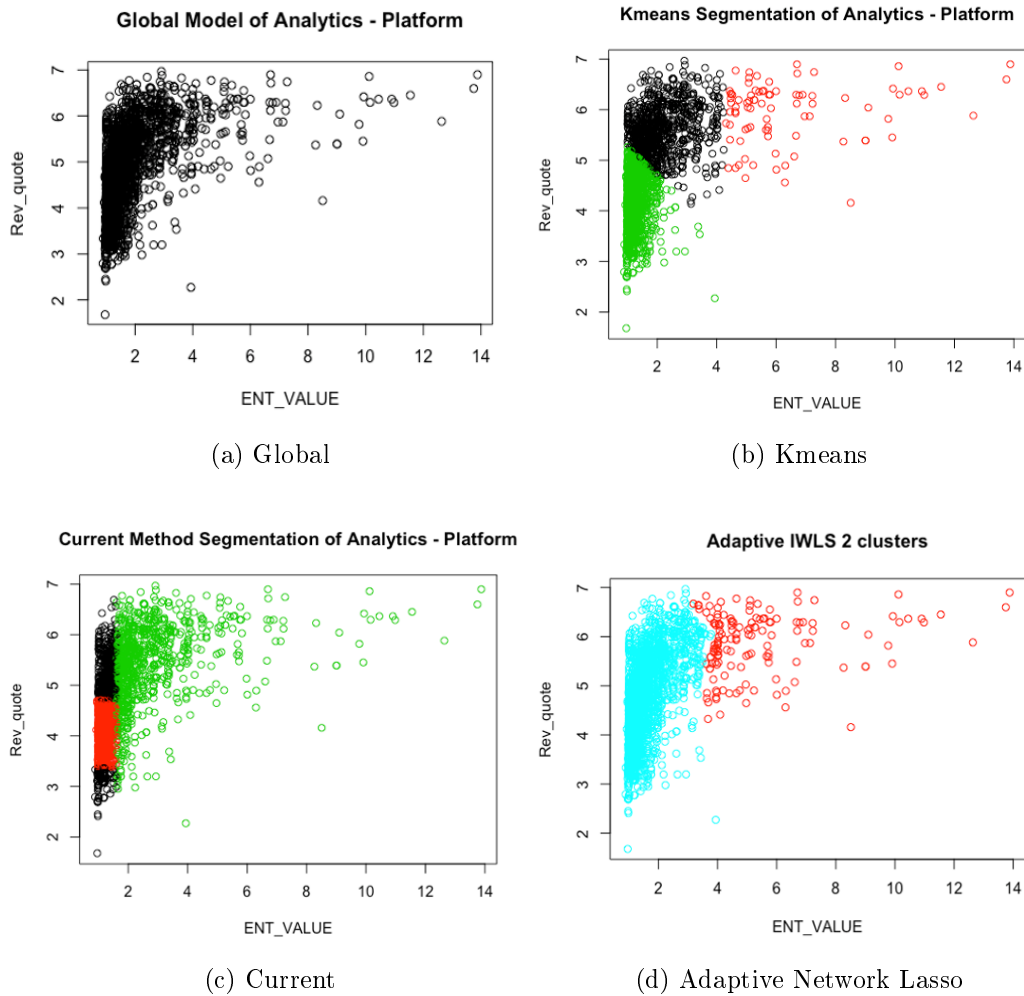 Global Model of Analytics - Platform
7
6
5
4
3
2
Rev_quote
2 4 6 8 10 12 14
ENT_VALUE
(a) Global
Kmeans Segmentation of Analytics - Platform
7
6
5
4
3
2
Rev_quote
2 4 6 8 10 12 14
ENT_VALUE
(b) Kmeans
Current Method Segmentation of Analytics - Platform
7
6
5
4
3
2
Rev_quote
2 4 6 8 10 12 14
ENT_VALUE
(c) Current
Adaptive IWLS 2 clusters
7
6
5
4
3
2
Rev_quote
2 4 6 8 10 12 14
ENT_VALUE
(d) Adaptive Network Lasso